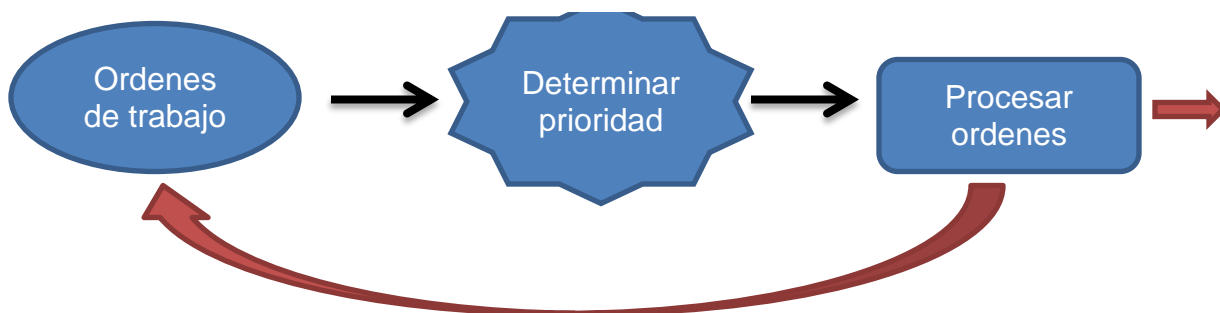 Ordenes
de trabajo
Determinar
prioridad
Procesar
ordenes